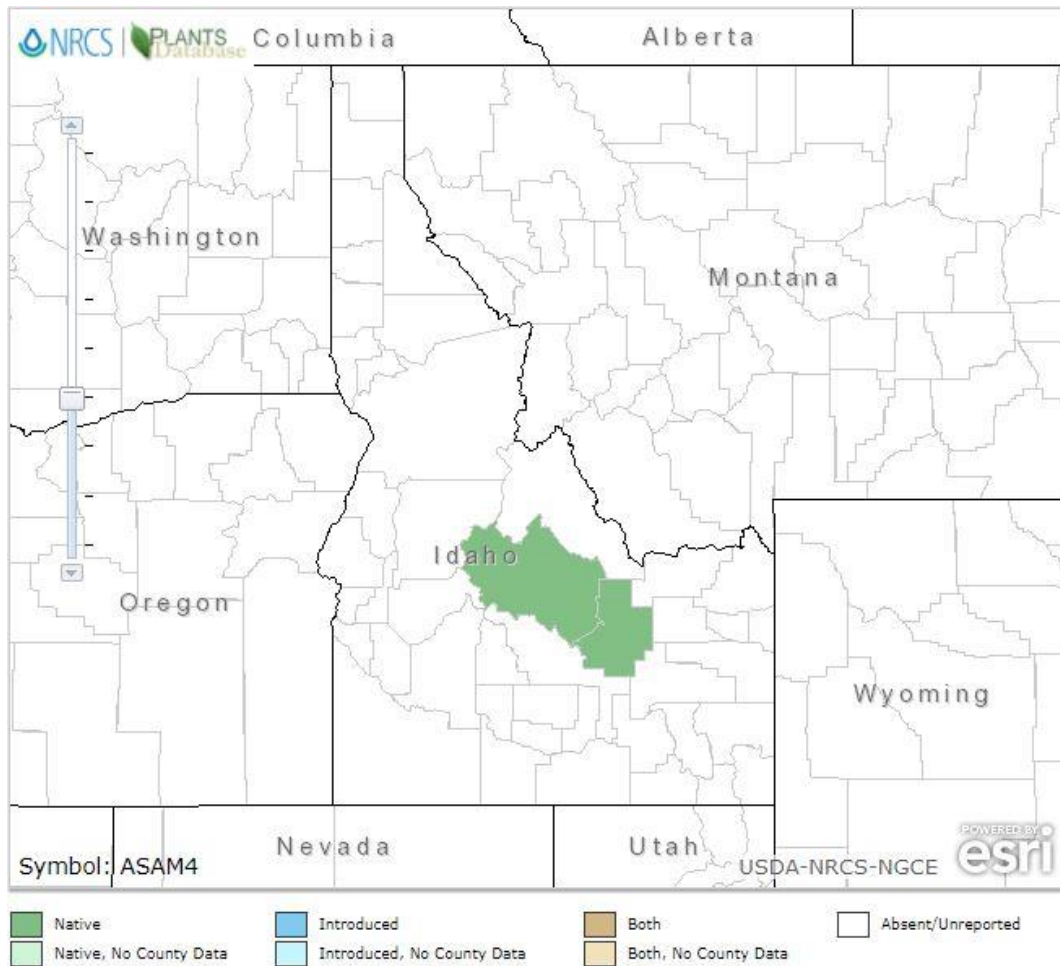 NRCS | PLANTS
Database
Columbia
Alberta
Washington
Montana
Idaho
Oregon
Wyoming
Nevada
Utah
POWERED BY
esri
Symbol: ASAM4
USDA-NRCS-NGCE
Native
Introduced
Both
Absent/Unreported
Native, No County Data
Introduced, No County Data
Both, No County Data